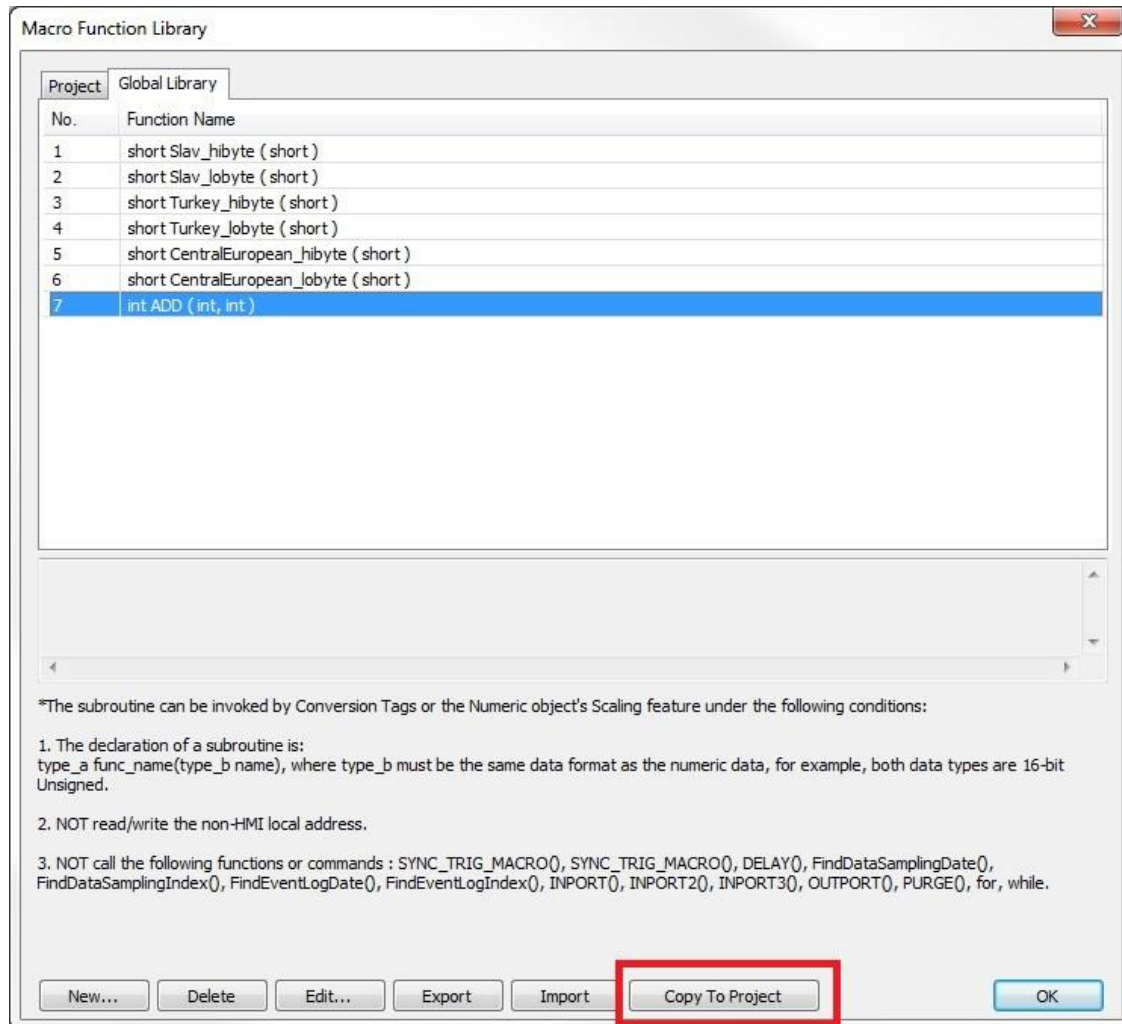 Macro Function Library
Project Global Library
No. Function Name
1 short Slav_hibyte ( short )
2 short Slav_lobyte ( short )
3 short Turkey_hibyte ( short )
4 short Turkey_lobyte ( short )
5 short CentralEuropean_hibyte ( short )
6 short CentralEuropean_lobyte ( short )
7 int ADD ( int, int )
*The subroutine can be invoked by Conversion Tags or the Numeric object's Scaling feature under the following conditions:
1. The declaration of a subroutine is:
type_a func_name(type_b name), where type_b must be the same data format as the numeric data, for example, both data types are 16-bit
Unsigned.
2. NOT read/write the non-HMI local address.
3. NOT call the following functions or commands : SYNC_TRIG_MACRO(), SYNC_TRIG_MACRO(), DELAY(), FindDataSamplingDate(),
FindDataSamplingIndex(), FindEventLogDate(), FindEventLogIndex(), INPORT(), INPORT2(), INPORT3(), OUTPORT(), PURGE(), for, while.
New... Delete Edit... Export Import Copy To Project OK